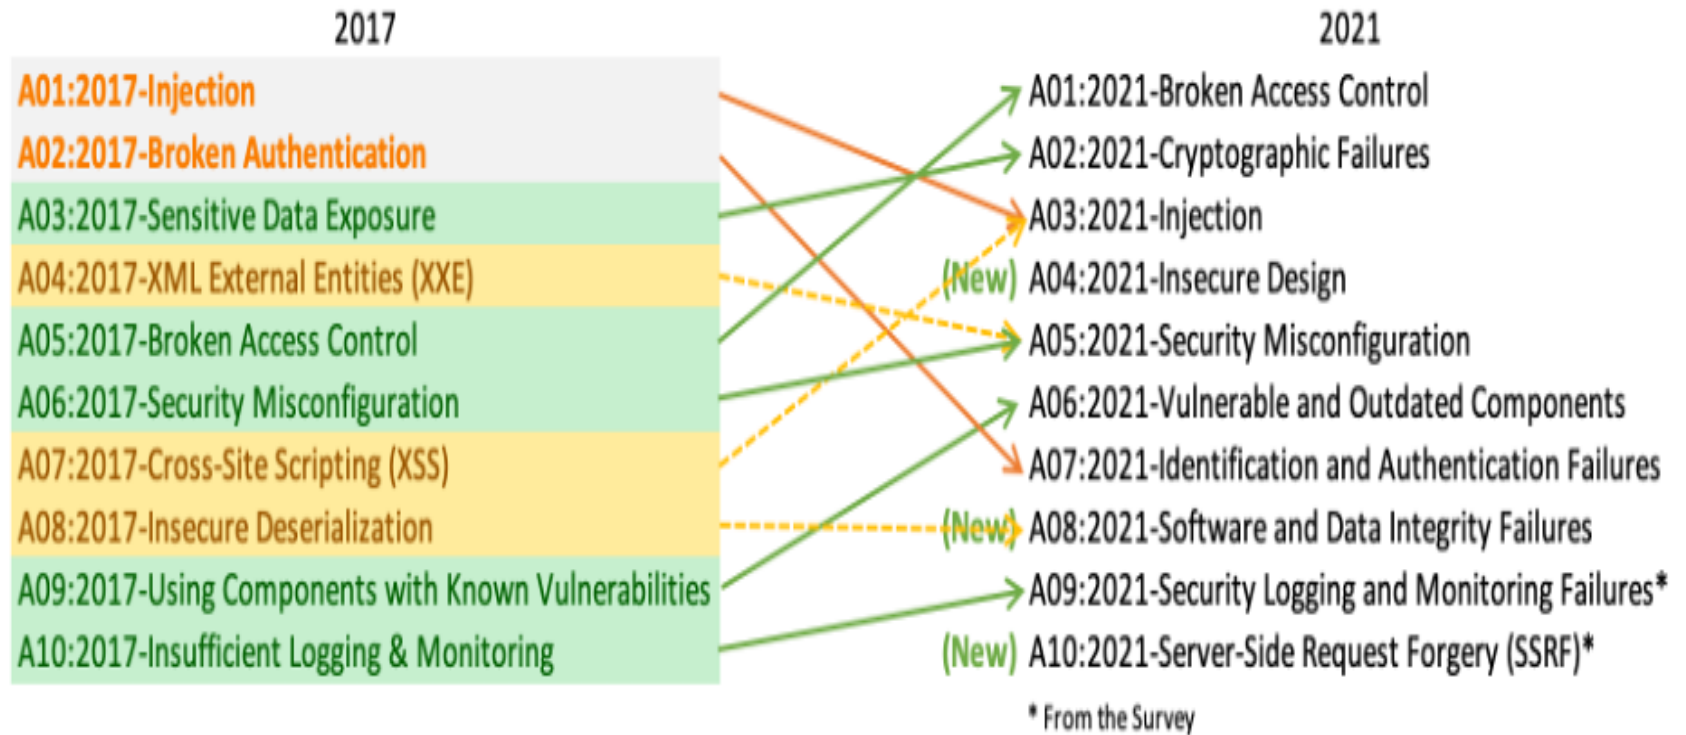 2017
A01:2017-Injection
A02:2017-Broken Authentication
A03:2017-Sensitive Data Exposure
A04:2017-XML External Entities (XXE)
A05:2017-Broken Access Control
A06:2017-Security Misconfiguration
A07:2017-Cross-Site Scripting (XSS)
A08:2017-Insecure Deserialization
A09:2017-Using Components with Known Vulnerabilities
A10:2017-Insufficient Logging & Monitoring
2021
A01:2021-Broken Access Control
A02:2021-Cryptographic Failures
A03:2021-Injection
(New) A04:2021-Insecure Design
A05:2021-Security Misconfiguration
A06:2021-Vulnerable and Outdated Components
A07:2021-Identification and Authentication Failures
(New) A08:2021-Software and Data Integrity Failures
A09:2021-Security Logging and Monitoring Failures*
(New) A10:2021-Server-Side Request Forgery (SSRF)*
* From the Survey